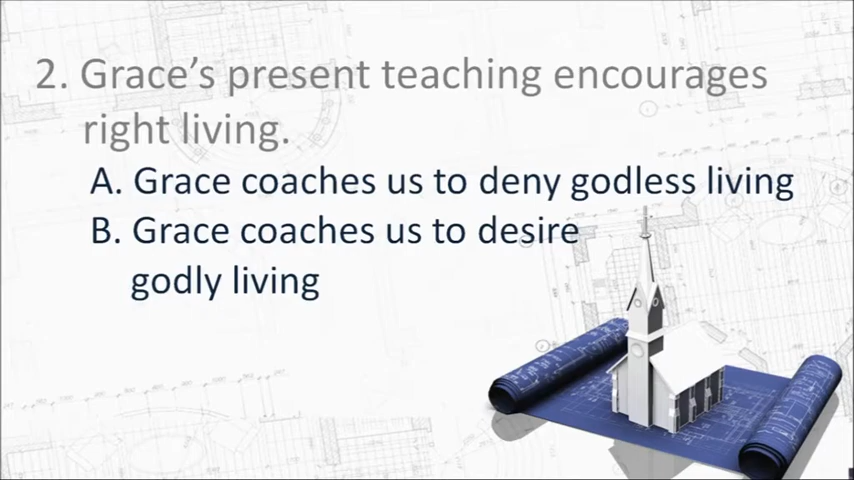 2. Grace's present teaching encourages
right living.
A. Grace coaches us to deny godless living
B. Grace coaches us to desire
godly living